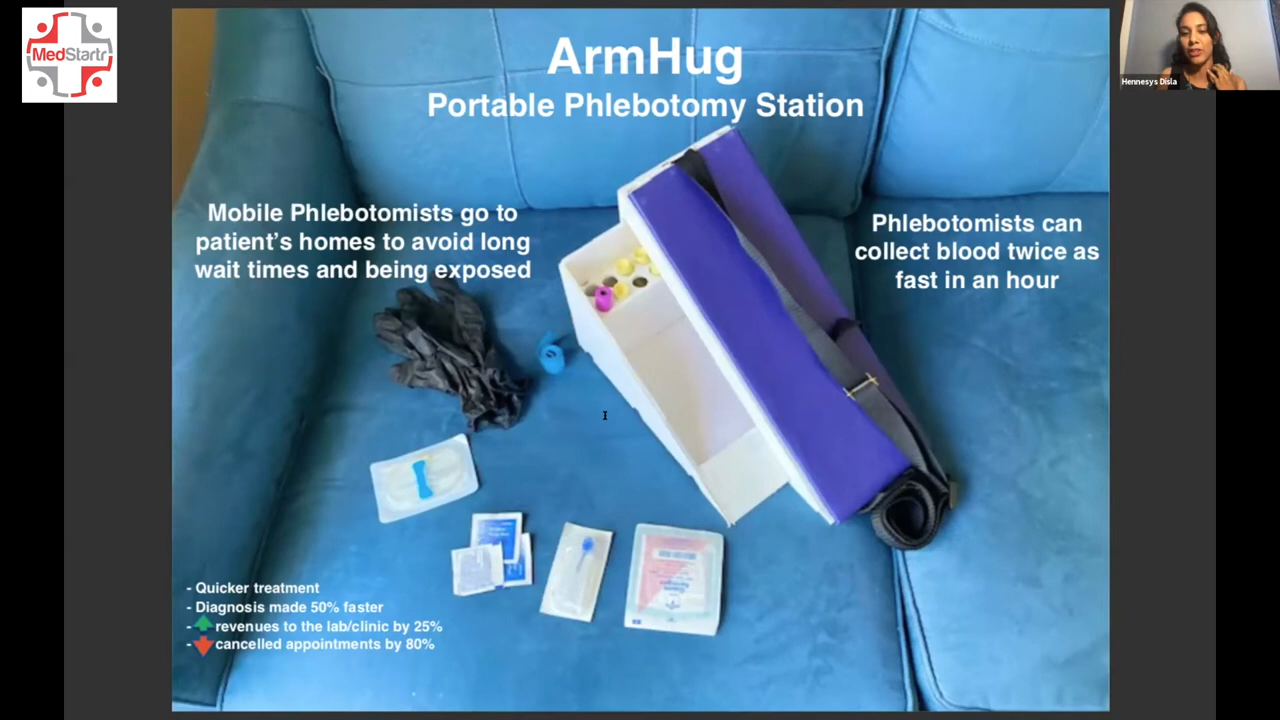 MedStartr
ArmHug
Portable Phlebotomy Station
Hennesys Disla
Mobile Phlebotomists go to
patient's homes to avoid long
wait times and being exposed
Phlebotomists can
collect blood twice as
fast in an hour
- Quicker treatment
- Diagnosis made 50% faster
- revenues to the lab/clinic by 25%
- cancelled appointments by 80%